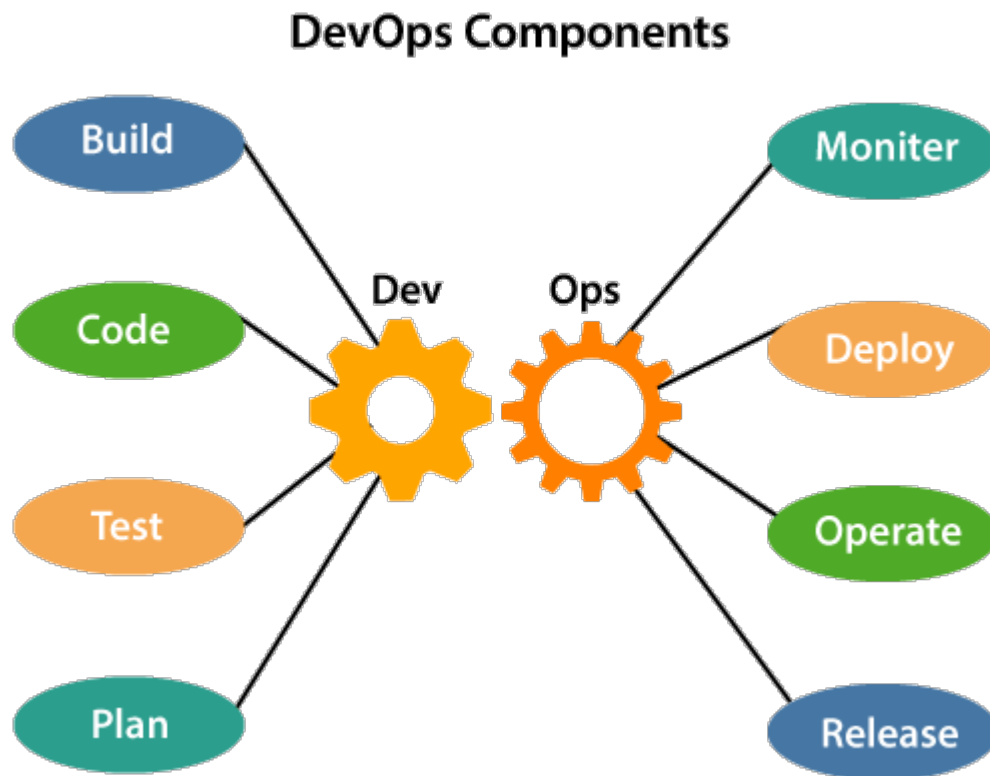 DevOps Components
Build
Moniter
Dev
Ops
Code
Deploy
Test
Operate
Plan
Release